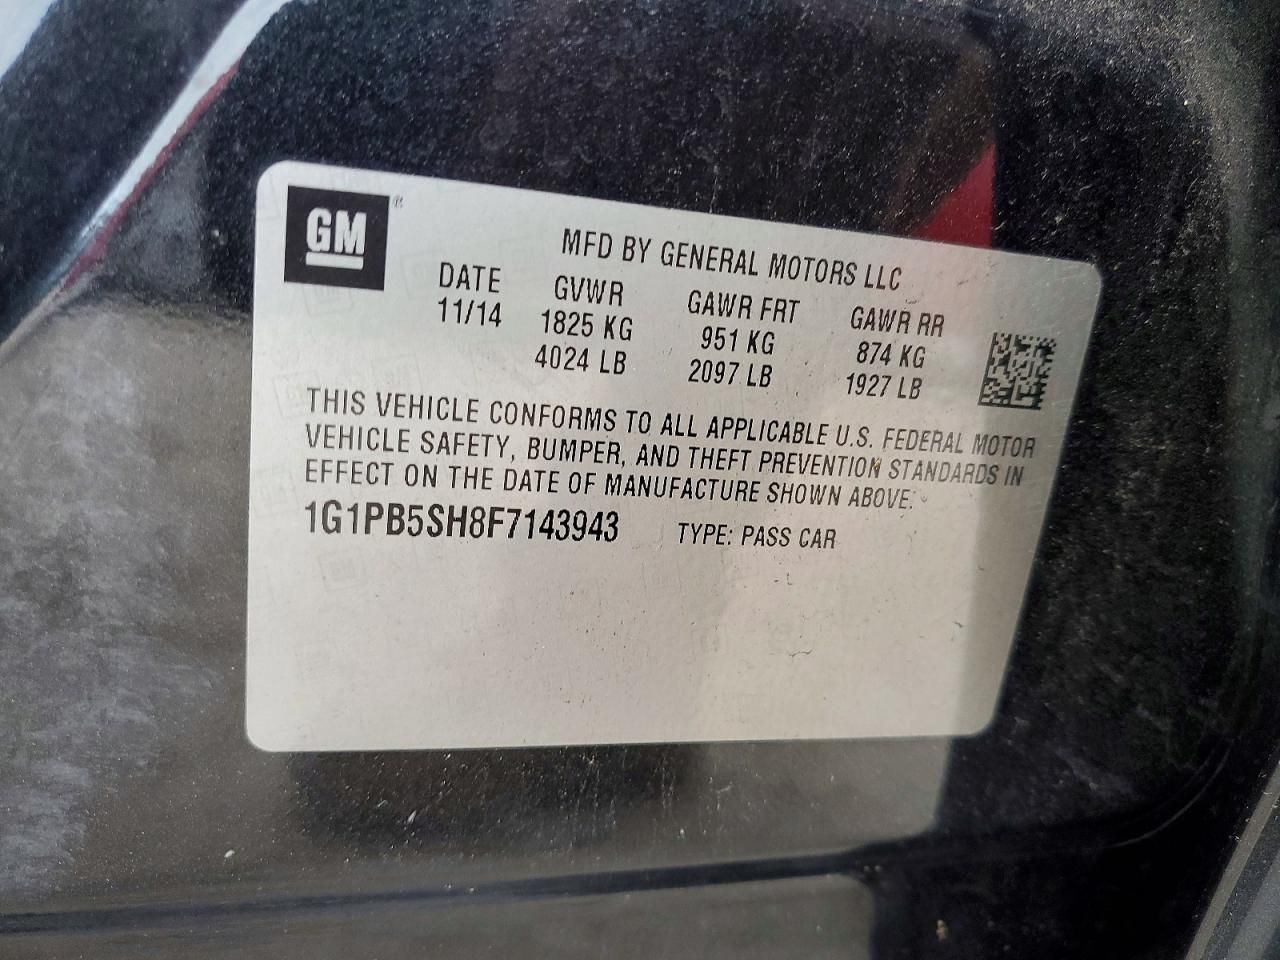 GM®
MFD BY GENERAL MOTORS LLC
DATE GVWR GAWR FRT GAWR RR
11/14 1825 KG 951 KG 874 KG
4024 LB 2097 LB 1927 LB
THIS VEHICLE CONFORMS TO ALL APPLICABLE U.S. FEDERAL MOTOR
VEHICLE SAFETY, BUMPER, AND THEFT PREVENTION STANDARDS IN
EFFECT ON THE DATE OF MANUFACTURE SHOWN ABOVE.
1G1PB5SH8F7143943 TYPE: PASS CAR